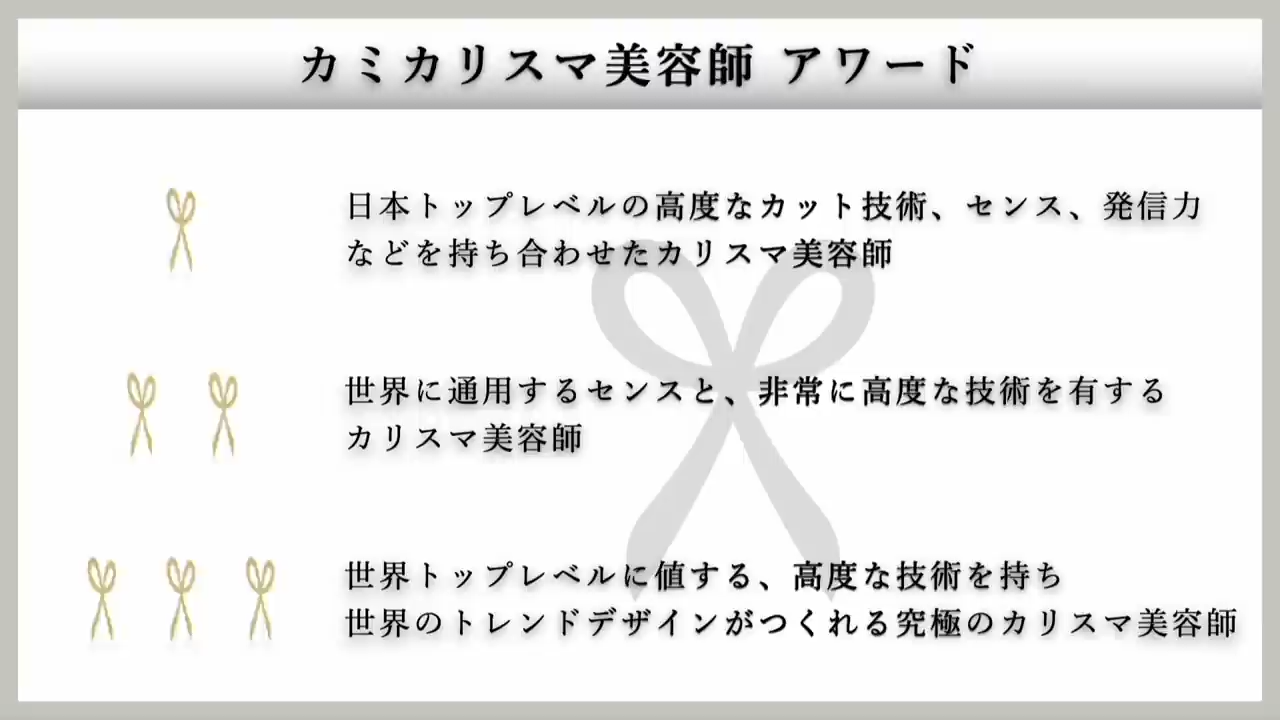 カミカリスマ美容師 アワード
日本トップレベルの高度なカット技術、センス、発信力
などを持ち合わせたカリスマ美容師
世界に通用するセンスと、非常に高度な技術を有する
カリスマ美容師
世界トップレベルに値する、高度な技術を持ち
世界のトレンドデザインがつくれる究極のカリスマ美容師